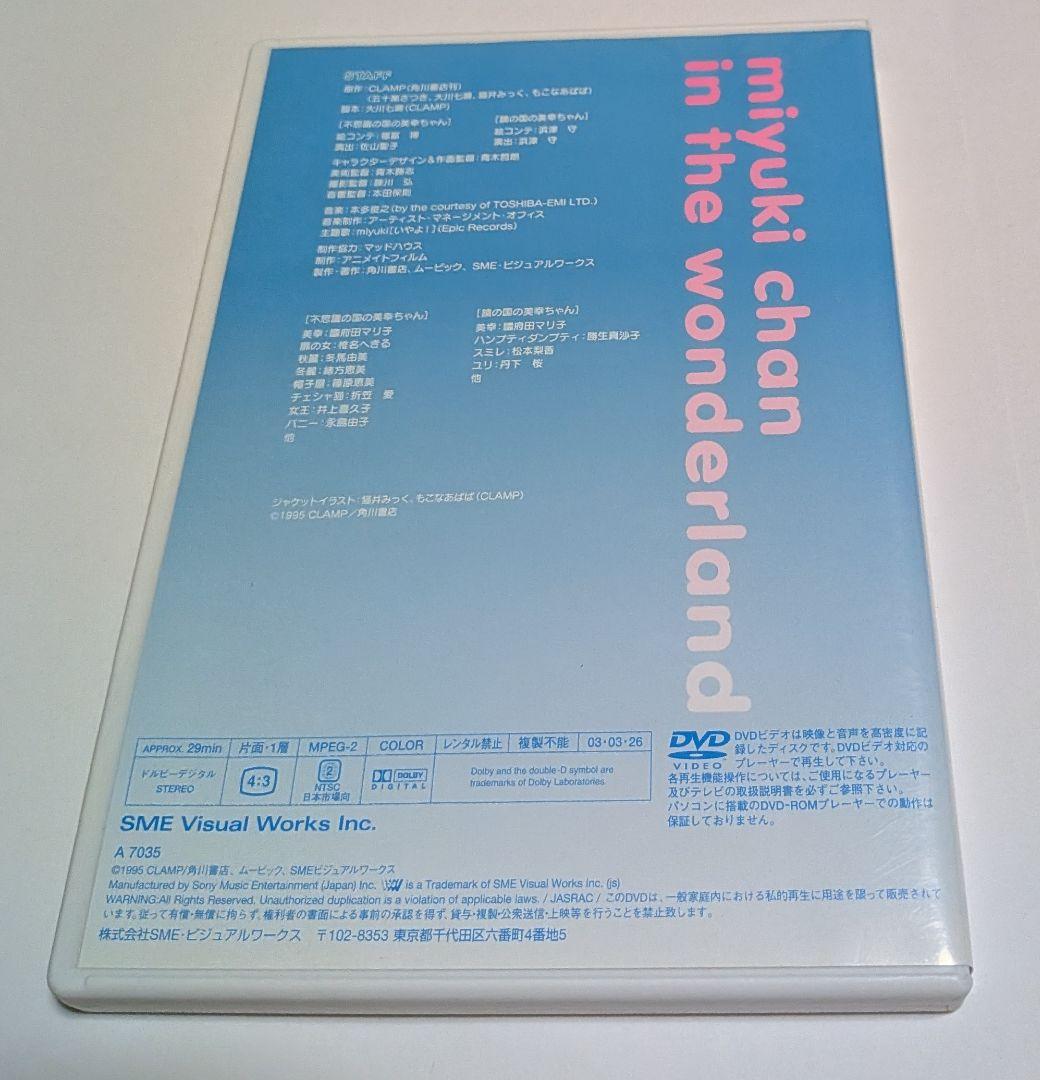 miyuki chan
in the wonderland
STAFF
原作：CLAMP（角川書店刊）
（五十嵐さつき、大川七瀬、猫井みっく、もこなあぱぱ）
脚本：大川七瀬（CLAMP）
［不思議の国の美幸ちゃん］
絵コンテ：都富 博
演出：佐山聖子
［鏡の国の美幸ちゃん］
絵コンテ：浜津 守
演出：浜津 守
キャラクターデザイン＆作画監督：青木哲朗
美術監督：青木勝志
撮影監督：諫川 弘
音響監督：本田保則
音楽：本多俊之（by the courtesy of TOSHIBA-EMI LTD.）
音楽制作：アーティスト・マネージメント・オフィス
主題歌：miyuki［いやよ！］（Epic Records）
制作協力：マッドハウス
制作：アニメイトフィルム
製作・著作：角川書店、ムービック、SME・ビジュアルワークス
［不思議の国の美幸ちゃん］
美幸：國府田マリ子
扉の女：椎名へきる
秋麗：冬馬由美
冬麗：緒方恵美
帽子屋：篠原恵美
チェシャ猫：折笠 愛
女王：井上喜久子
バニー：永島由子
他
［鏡の国の美幸ちゃん］
美幸：國府田マリ子
ハンプティダンプティ：勝生真沙子
スミレ：松本梨香
ユリ：丹下 桜
他
ジャケットイラスト：猫井みっく、もこなあぱぱ（CLAMP）
©1995 CLAMP／角川書店
APPROX. 29min
片面・1層
MPEG-2
COLOR
レンタル禁止
複製不能
03・03・26
ドルビーデジタル
STEREO
4:3
2
NTSC
日本市場向
DOLBY
DIGITAL
Dolby and the double-D symbol are
trademarks of Dolby Laboratories.
DVD
VIDEO
DVDビデオは映像と音声を高密度に記
録したディスクです。DVDビデオ対応の
プレーヤーで再生して下さい。
各再生機能操作については、ご使用になるプレーヤー
及びテレビの取扱説明書を必ずご参照下さい。
パソコンに搭載のDVD-ROMプレーヤーでの動作は
保証しておりません。
SME Visual Works Inc.
A 7035
©1995 CLAMP/角川書店、ムービック、SMEビジュアルワークス
Manufactured by Sony Music Entertainment (Japan) Inc. is a Trademark of SME Visual Works Inc. (js)
WARNING:All Rights Reserved. Unauthorized duplication is a violation of applicable laws. / JASRAC / このDVDは、一般家庭内における私的再生に用途を限って販売されて
います。従って有償・無償に拘らず、権利者の書面による事前の承認を得ず、貸与・複製・公衆送信・上映等を行うことを禁止致します。
株式会社SME・ビジュアルワークス 〒102-8353 東京都千代田区六番町4番地5